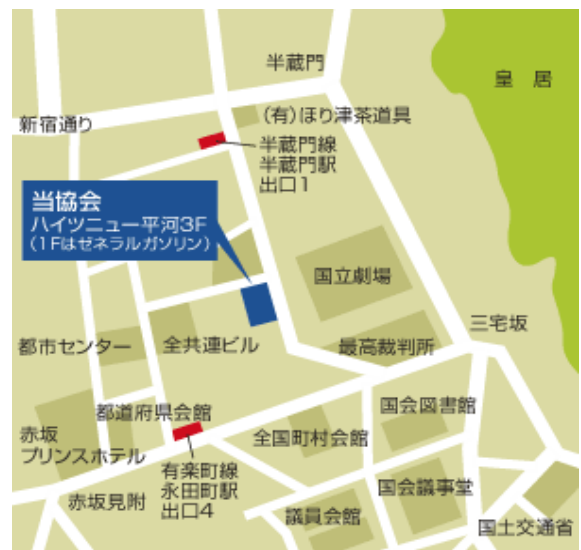 半蔵門
皇居
(有)ほり津茶道具
新宿通り
半蔵門線
半蔵門駅
出口1
当協会
ハイツニュー平河3F
(1Fはゼネラルガソリン)
国立劇場
三宅坂
都市センター
全共連ビル
最高裁判所
都道府県会館
国会図書館
赤坂
プリンスホテル
全国町村会館
有楽町線
永田町駅
出口4
国会議事堂
赤坂見附
議員会館
国土交通省